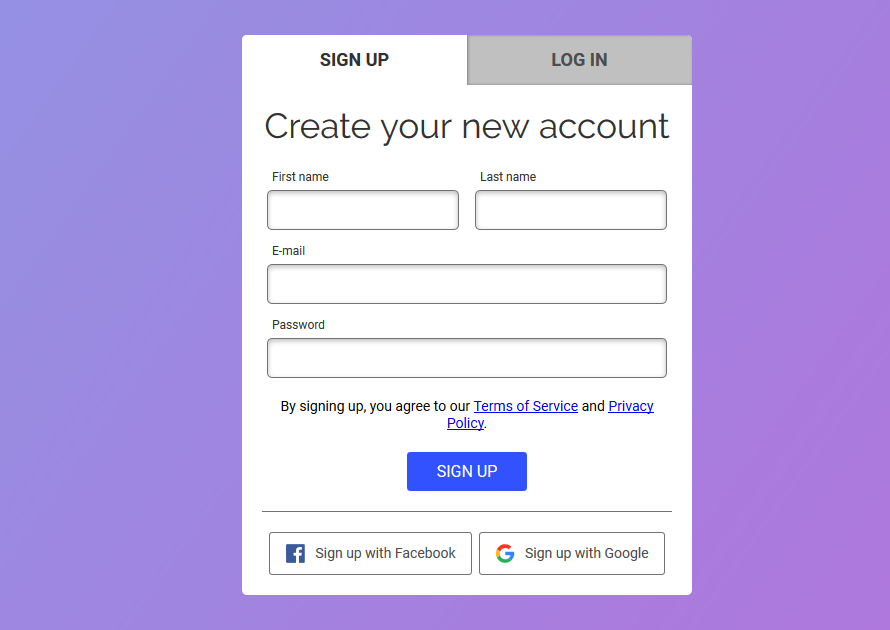 SIGN UP
LOG IN
Create your new account
First name
Last name
E-mail
Password
By signing up, you agree to our Terms of Service and Privacy
Policy.
SIGN UP
Sign up with Facebook
Sign up with Google